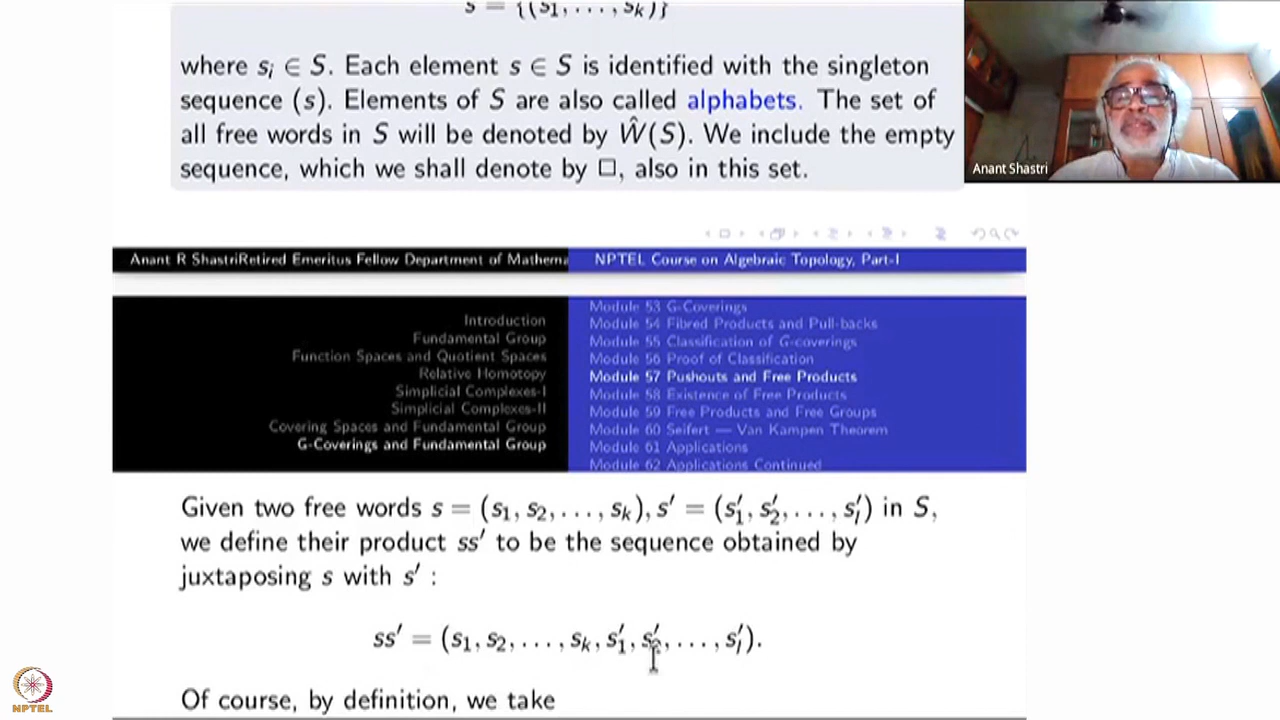 s = {(s₁, . . . , sₖ)}
where sᵢ ∈ S. Each element s ∈ S is identified with the singleton
sequence (s). Elements of S are also called alphabets. The set of
all free words in S will be denoted by Ŵ(S). We include the empty
sequence, which we shall denote by □, also in this set.
Anant Shastri
Anant R ShastriRetired Emeritus Fellow Department of Mathema
NPTEL Course on Algebraic Topology, Part-I
Introduction
Fundamental Group
Function Spaces and Quotient Spaces
Relative Homotopy
Simplicial Complexes-I
Simplicial Complexes-II
Covering Spaces and Fundamental Group
G-Coverings and Fundamental Group
Module 53 G-Coverings
Module 54 Fibred Products and Pull-backs
Module 55 Classification of G-coverings
Module 56 Proof of Classification
Module 57 Pushouts and Free Products
Module 58 Existence of Free Products
Module 59 Free Products and Free Groups
Module 60 Seifert — Van Kampen Theorem
Module 61 Applications
Module 62 Applications Continued
Given two free words s = (s₁, s₂, . . . , sₖ), s′ = (s′₁, s′₂, . . . , s′ₗ) in S,
we define their product ss′ to be the sequence obtained by
juxtaposing s with s′ :
ss′ = (s₁, s₂, . . . , sₖ, s′₁, s′₂, . . . , s′ₗ).
Of course, by definition, we take
NPTEL